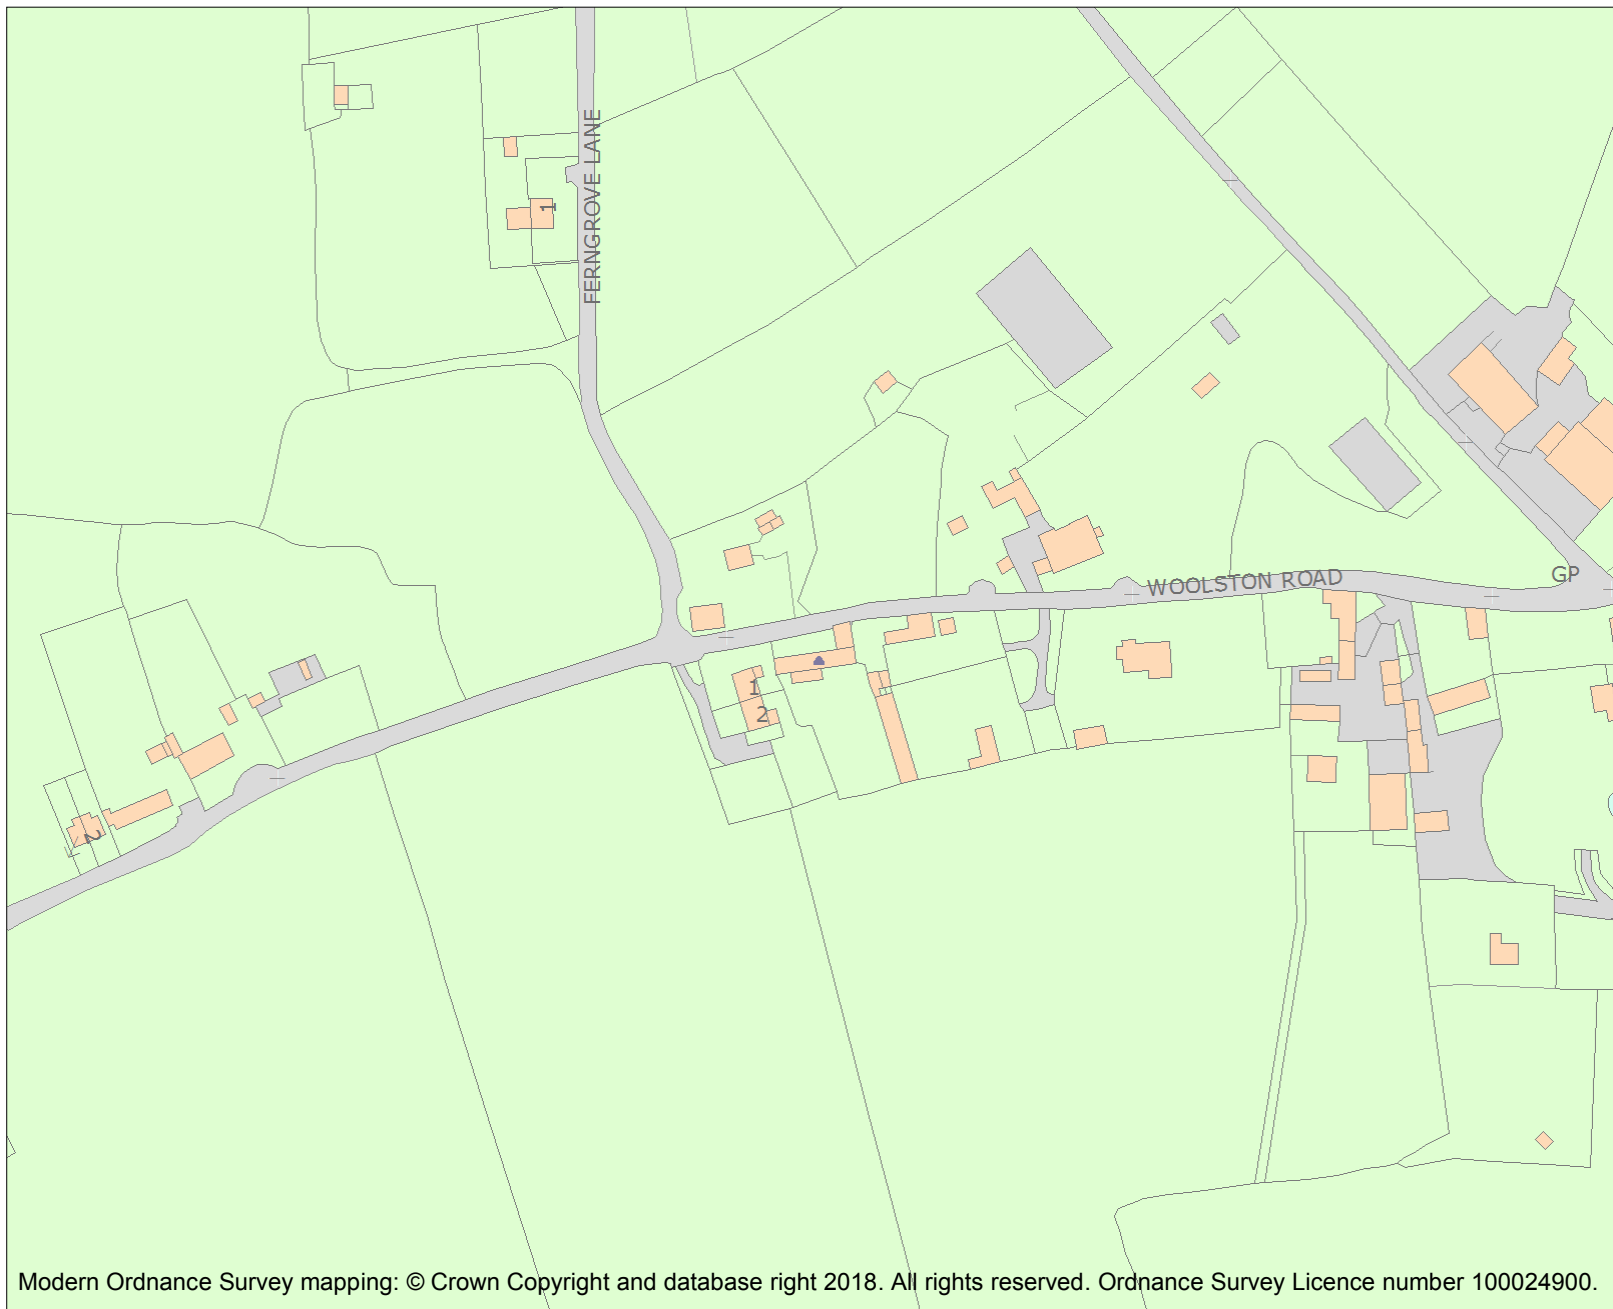 FERNGROVE LANE
1
GP
WOOLSTON ROAD
1
2
2
Modern Ordnance Survey mapping: © Crown Copyright and database right 2018. All rights reserved. Ordnance Survey Licence number 100024900.